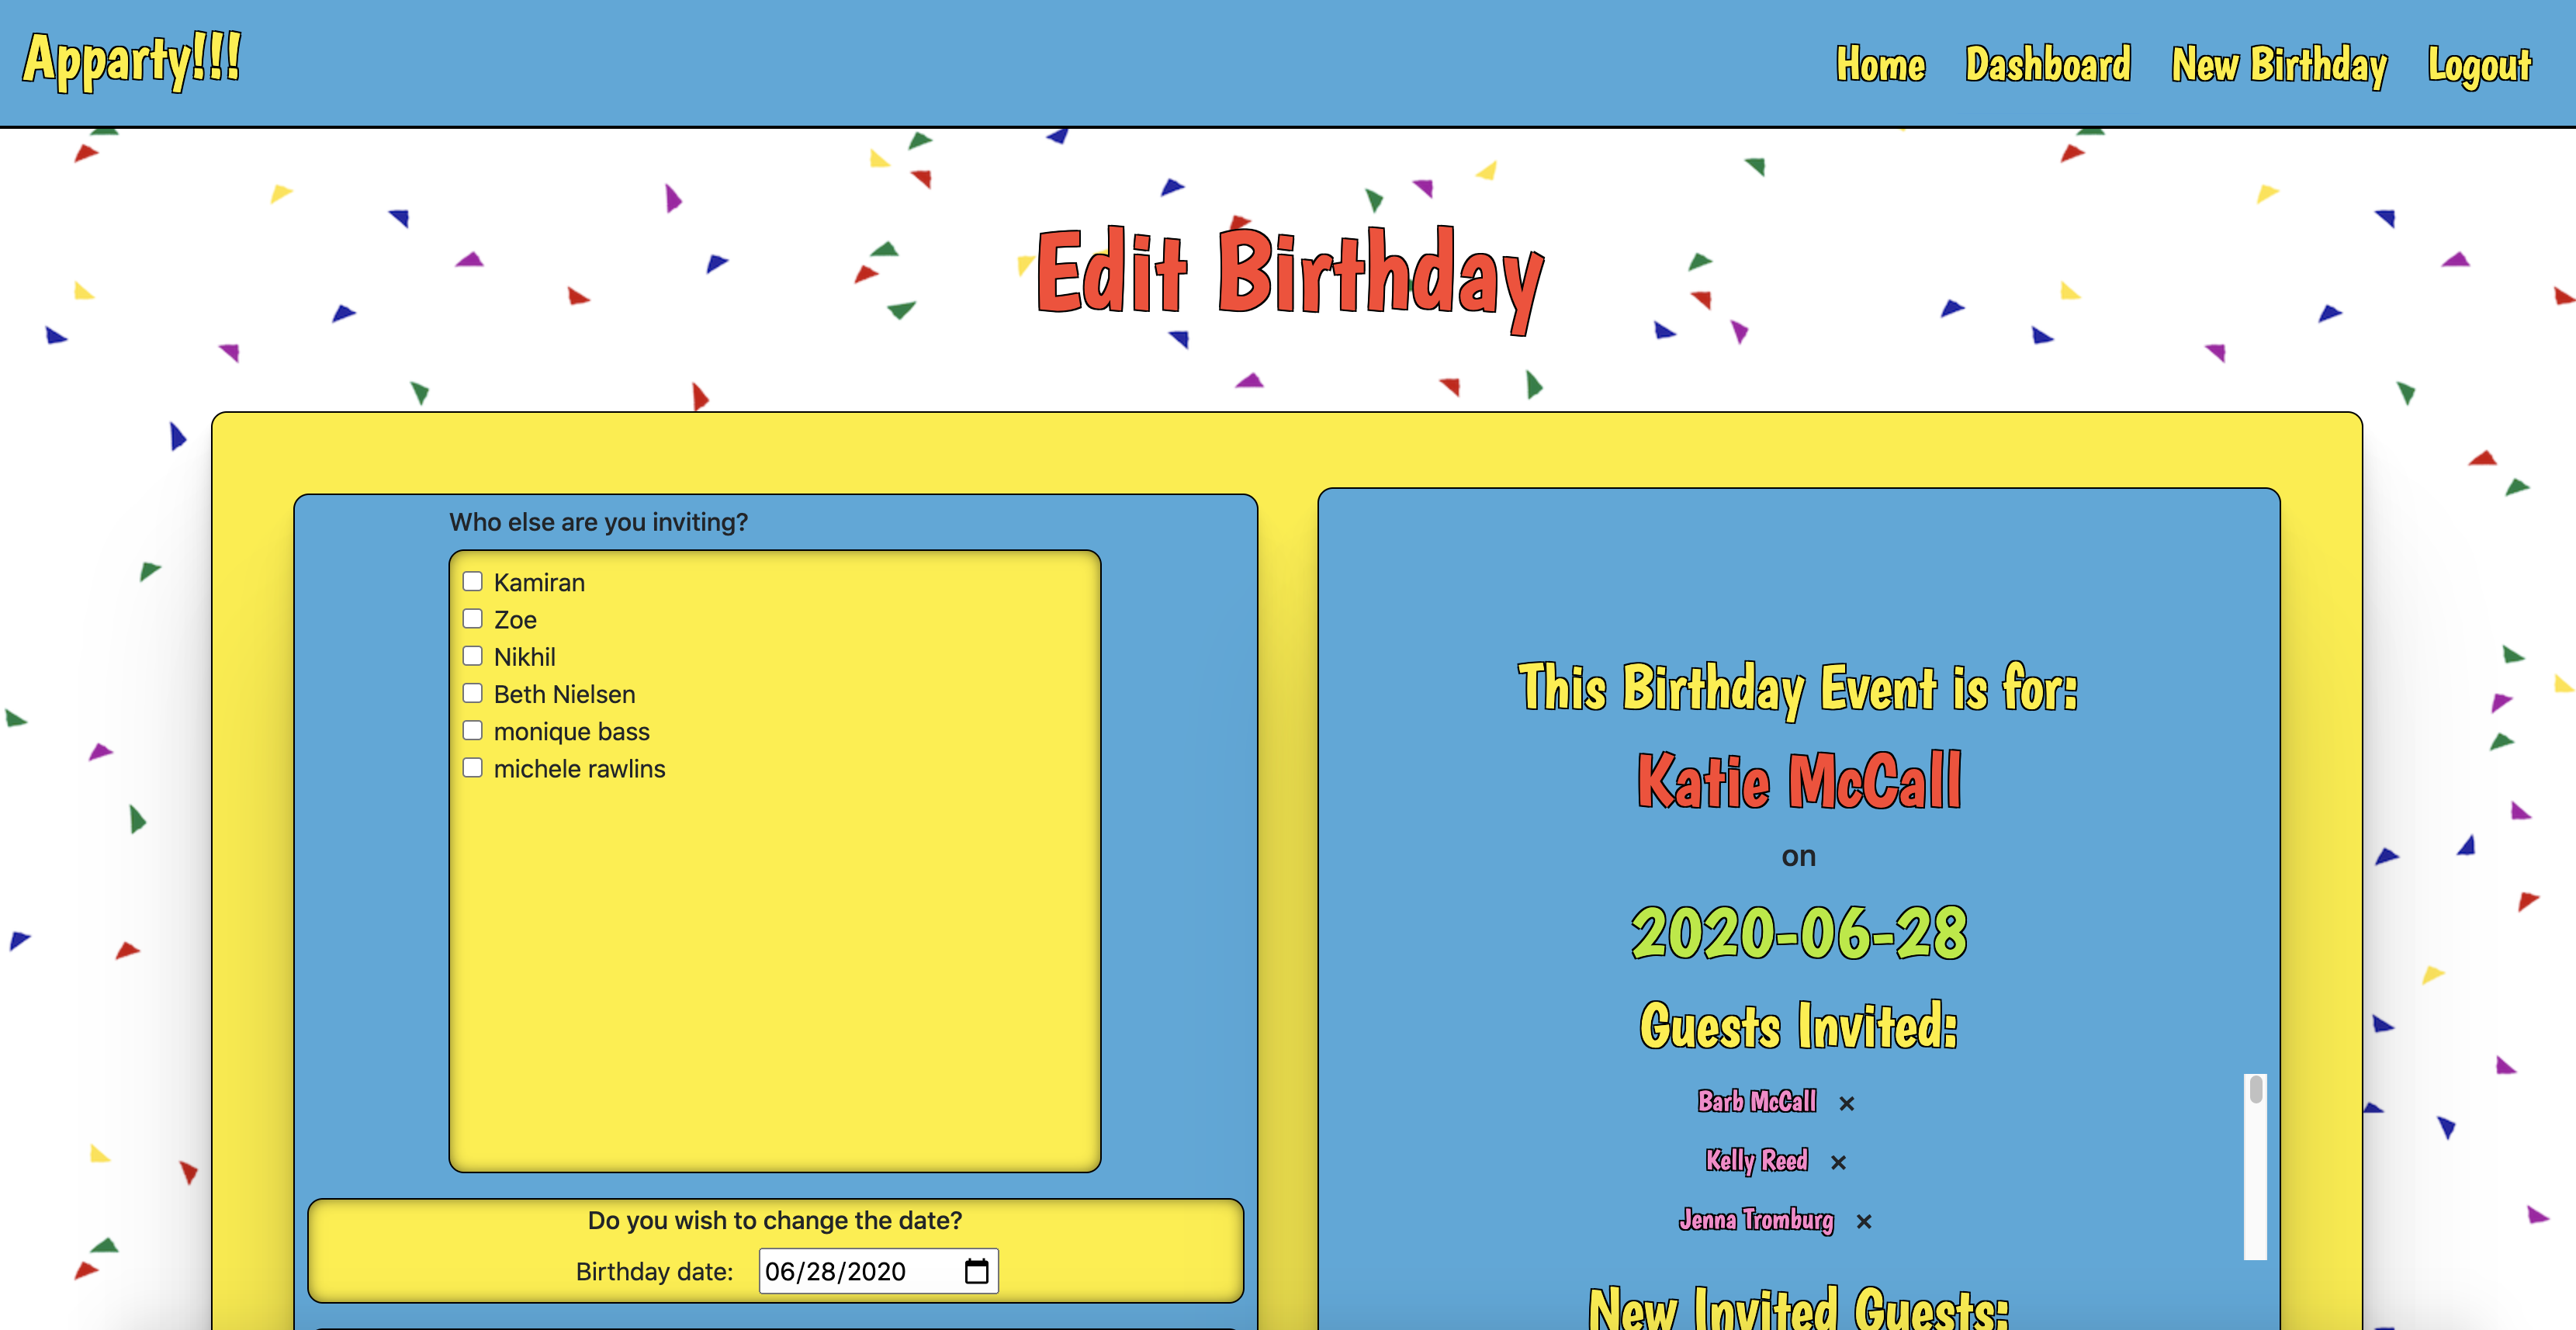 Apparty!!!
Home Dashboard New Birthday Logout
Edit Birthday
Who else are you inviting?
Kamiran
Zoe
Nikhil
Beth Nielsen
monique bass
michele rawlins
Do you wish to change the date?
Birthday date: 06/28/2020
This Birthday Event is for:
Katie McCall
on
2020-06-28
Guests Invited:
Barb McCall ×
Kelly Reed ×
Jenna Tromburg ×
New Invited Guests: